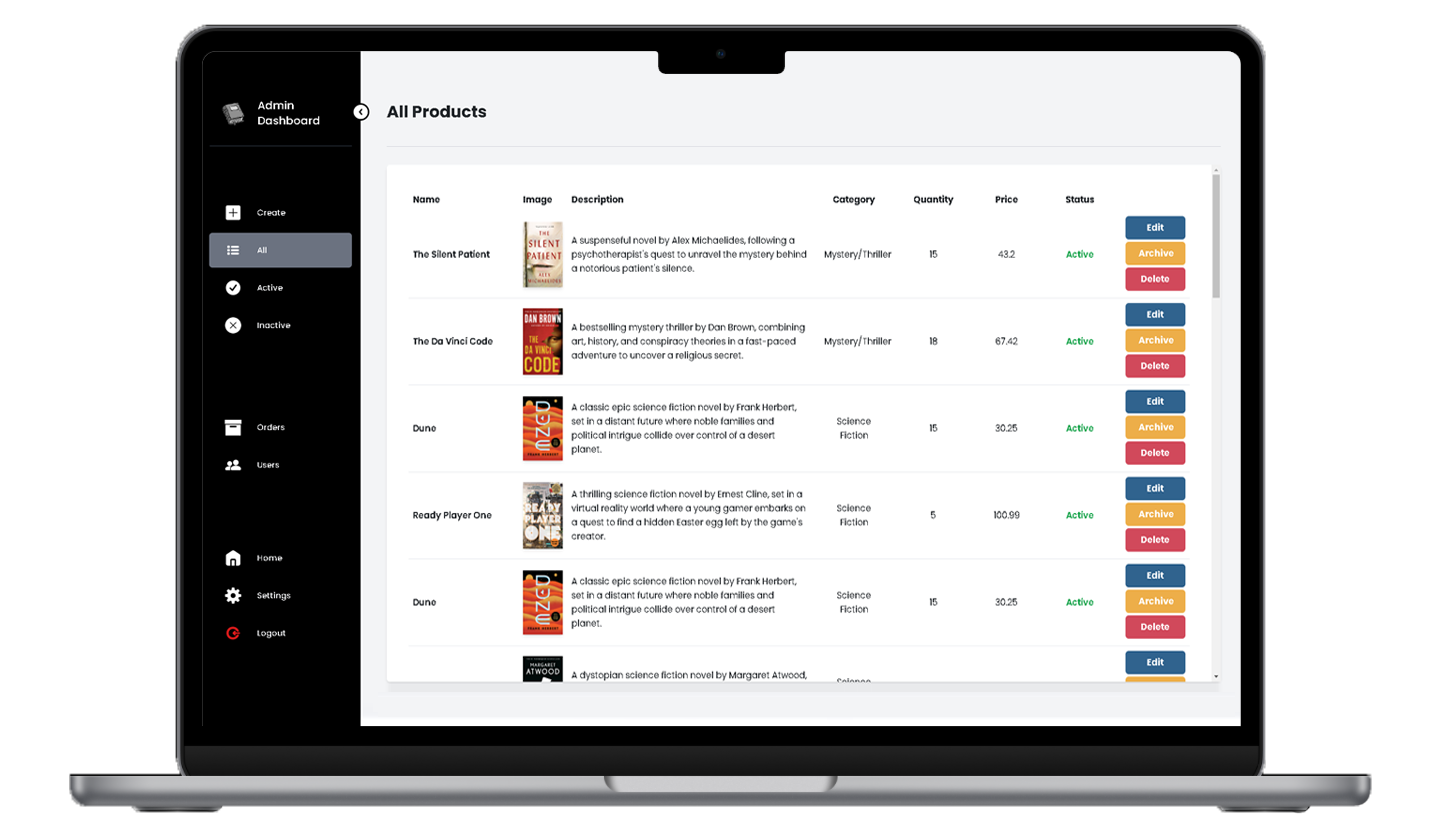 Admin
Dashboard
Create
All
Active
Inactive
Orders
Users
Home
Settings
Logout
All Products
Name Image Description Category Quantity Price Status
The Silent Patient
THE
SILENT
PATIENT
ALEX
MICHAELIDES
A suspenseful novel by Alex Michaelides, following a
psychotherapist's quest to unravel the mystery behind
a notorious patient's silence.
Mystery/Thriller
15
43.2
Active
Edit
Archive
Delete
The Da Vinci Code
DAN BROWN
THE
DA VINCI
CODE
A bestselling mystery thriller by Dan Brown, combining
art, history, and conspiracy theories in a fast-paced
adventure to uncover a religious secret.
Mystery/Thriller
18
67.42
Active
Edit
Archive
Delete
Dune
DUNE
FRANK HERBERT
A classic epic science fiction novel by Frank Herbert,
set in a distant future where noble families and
political intrigue collide over control of a desert
planet.
Science
Fiction
15
30.25
Active
Edit
Archive
Delete
Ready Player One
READY
PLAYER
ONE
A thrilling science fiction novel by Ernest Cline, set in a
virtual reality world where a young gamer embarks on
a quest to find a hidden Easter egg left by the game's
creator.
Science
Fiction
5
100.99
Active
Edit
Archive
Delete
Dune
DUNE
FRANK HERBERT
A classic epic science fiction novel by Frank Herbert,
set in a distant future where noble families and
political intrigue collide over control of a desert
planet.
Science
Fiction
15
30.25
Active
Edit
Archive
Delete
MARGARET
ATWOOD
A dystopian science fiction novel by Margaret Atwood,
Science
Edit